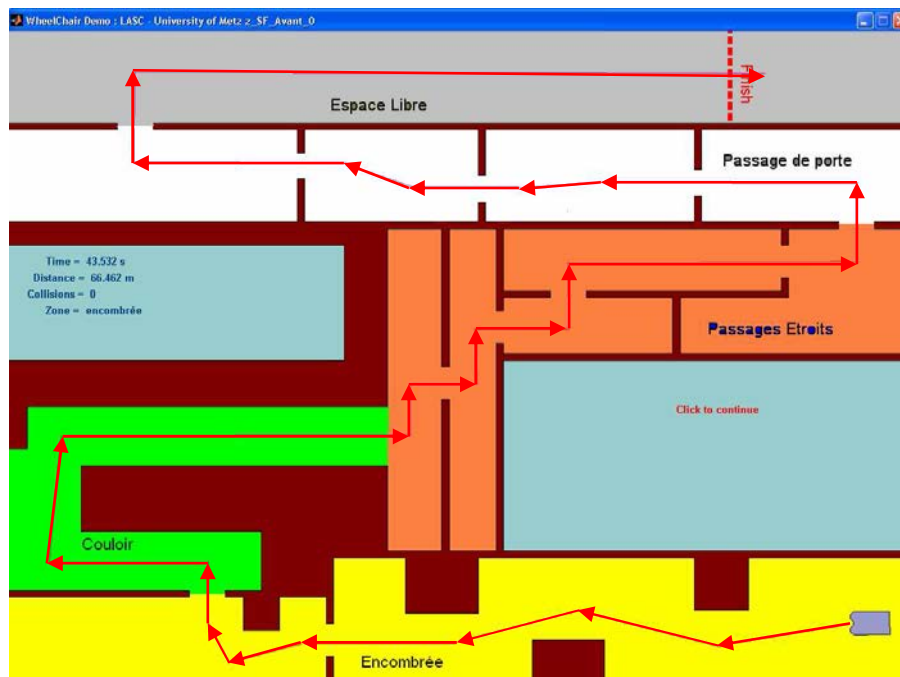 WheelChair Demo : LASC - University of Metz z_SF_Avant_0
Finish
Espace Libre
Passage de porte
Time = 43.532 s
Distance = 66.462 m
Collisions = 0
Zone = encombrée
Passages Etroits
Click to continue
Couloir
Encombrée